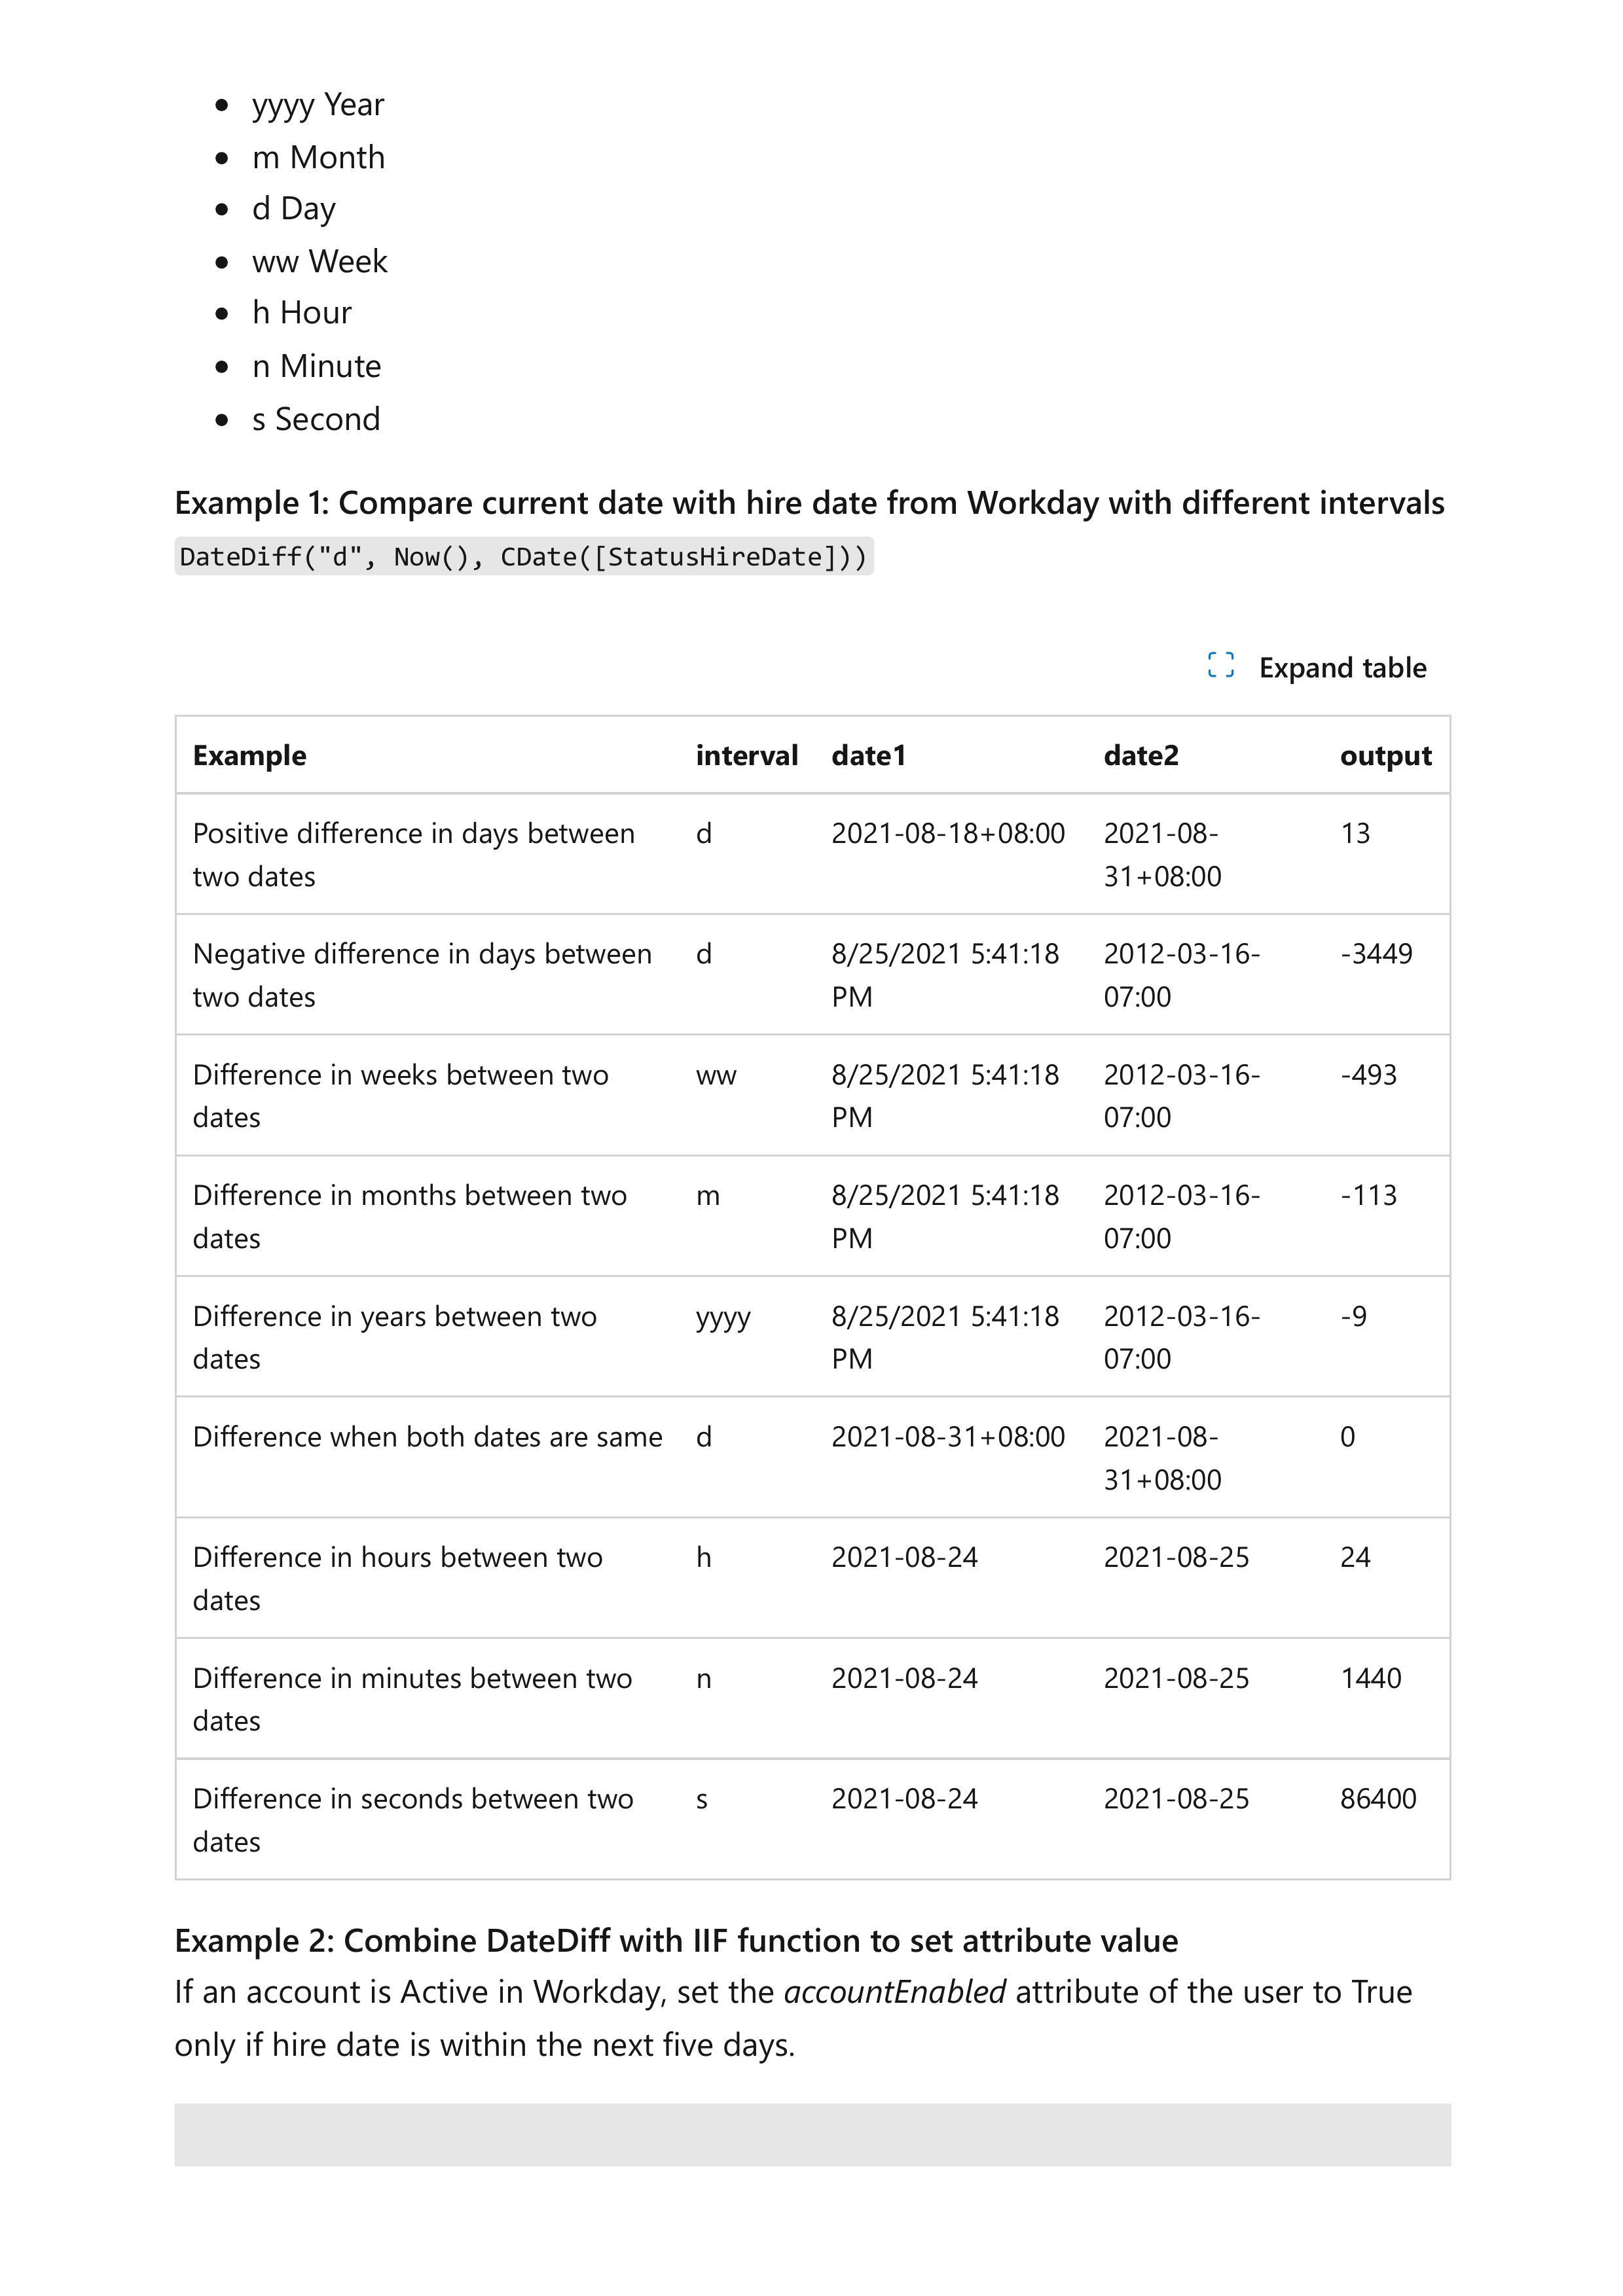 • yyyy Year
• m Month
• d Day
• ww Week
• h Hour
• n Minute
• s Second
Example 1: Compare current date with hire date from Workday with different intervals
DateDiff("d", Now(), CDate([StatusHireDate]))
Expand table
Example interval date1 date2 output
Positive difference in days between d 2021-08-18+08:00 2021-08- 13
two dates 31+08:00
Negative difference in days between d 8/25/2021 5:41:18 2012-03-16- -3449
two dates PM 07:00
Difference in weeks between two ww 8/25/2021 5:41:18 2012-03-16- -493
dates PM 07:00
Difference in months between two m 8/25/2021 5:41:18 2012-03-16- -113
dates PM 07:00
Difference in years between two yyyy 8/25/2021 5:41:18 2012-03-16- -9
dates PM 07:00
Difference when both dates are same d 2021-08-31+08:00 2021-08- 0
31+08:00
Difference in hours between two h 2021-08-24 2021-08-25 24
dates
Difference in minutes between two n 2021-08-24 2021-08-25 1440
dates
Difference in seconds between two s 2021-08-24 2021-08-25 86400
dates
Example 2: Combine DateDiff with IIF function to set attribute value
If an account is Active in Workday, set the accountEnabled attribute of the user to True
only if hire date is within the next five days.